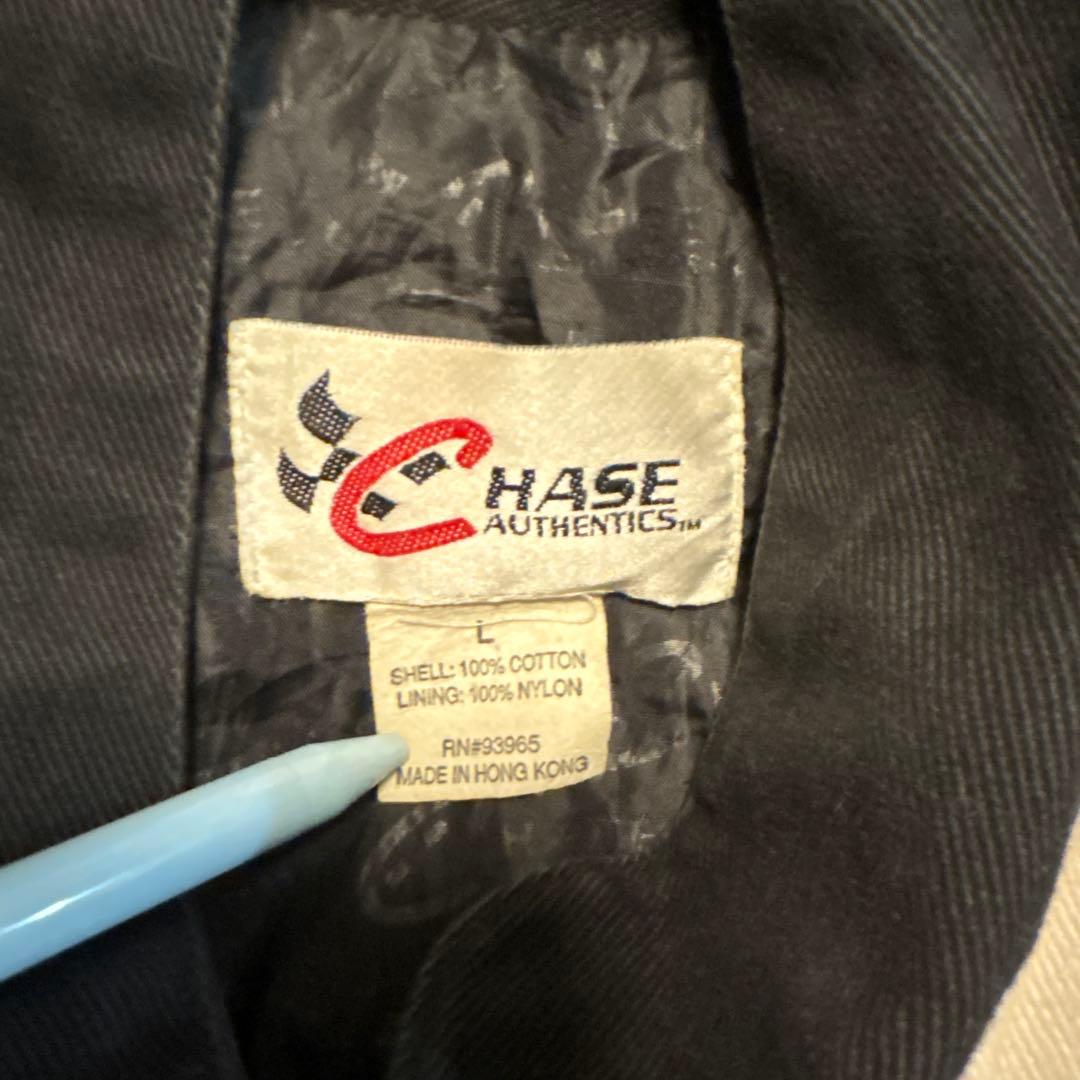 CHASE
AUTHENTICS™
L
SHELL: 100% COTTON
LINING: 100% NYLON
RN#93965
MADE IN HONG KONG